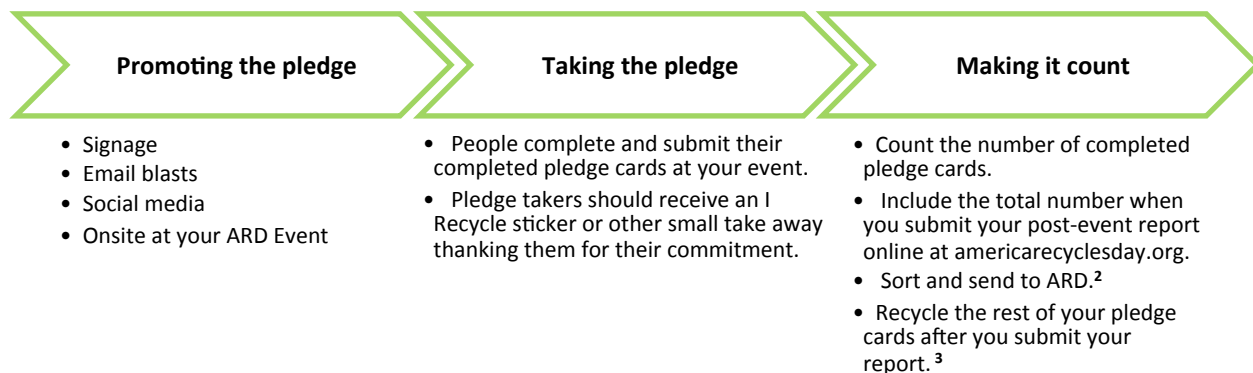 Promoting the pledge
Taking the pledge
Making it count
• Signage
• Email blasts
• Social media
• Onsite at your ARD Event
• People complete and submit their
completed pledge cards at your event.
• Pledge takers should receive an I
Recycle sticker or other small take away
thanking them for their commitment.
• Count the number of completed
pledge cards.
• Include the total number when
you submit your post-event report
online at americarecyclesday.org.
• Sort and send to ARD.²
• Recycle the rest of your pledge
cards after you submit your
report. ³